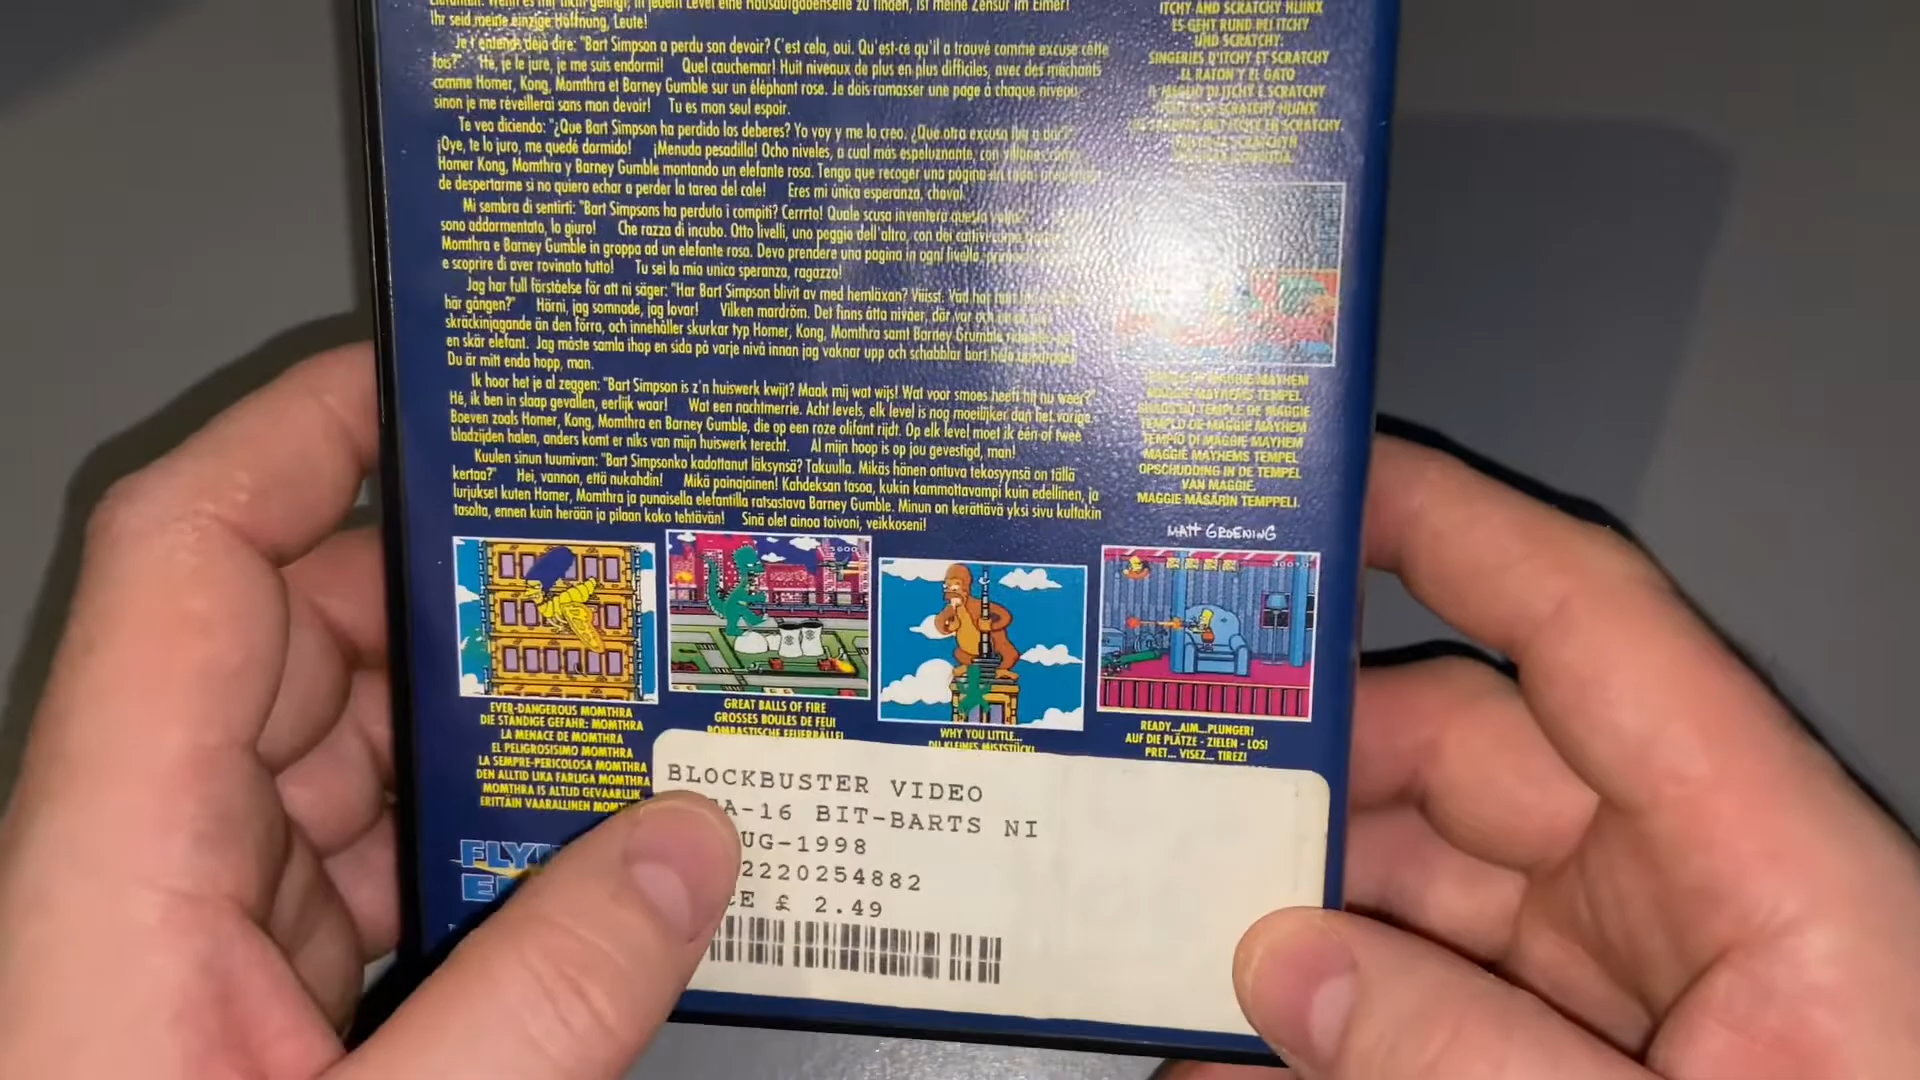 Ihr seid meine einzige Hoffnung, Leute!
Je t'entends déjà dire: "Bart Simpson a perdu son devoir? C'est cela, oui. Qu'est-ce qu'il a trouvé comme excuse cette
fois?" Hé, je le jure, je me suis endormi! Quel cauchemar! Huit niveaux de plus en plus difficiles, avec des méchants
comme Homer, Kong, Momthra et Barney Gumble sur un éléphant rose. Je dois ramasser une page à chaque niveau,
sinon je me réveillerai sans mon devoir! Tu es mon seul espoir.
Te veo diciendo: "¿Que Bart Simpson ha perdido los deberes? Yo voy y me lo creo. ¿Que otra excusa
¡Oye, te lo juro, me quedé dormido! ¡Menuda pesadilla! Ocho niveles, a cual más espeluznante, con villanos
Homer Kong, Momthra y Barney Gumble montando un elefante rosa. Tengo que recoger una página
de despertarme si no quiero echar a perder la tarea del cole! Eres mi única esperanza, chaval.
Mi sembra di sentirti: "Bart Simpsons ha perduto i compiti? Cerrrto! Quale scusa inventera questa
sono addormentato, lo giuro! Che razza di incubo. Otto livelli, uno peggio dell'altro, con dei cattivi
Momthra e Barney Gumble in groppa ad un elefante rosa. Devo prendere una pagina in ogni livello
e scoprire di aver rovinato tutto! Tu sei la mia unica speranza, ragazzo!
Jag har full förståelse för att ni säger: "Har Bart Simpson blivit av med hemläxan? Visst. Vad har
här gången?" Härni, jag somnade, jag lovar! Vilken mardröm. Det finns åtta nivåer, där var och
skräckinjagande än den förra, och innehåller skurkar typ Homer, Kong, Momthra samt Barney Grumble
en skär elefant. Jag måste samla ihop en sida på varje nivå innan jag vaknar upp och schabblar bort hela
Du är mitt enda hopp, man.
Ik hoor het je al zeggen: "Bart Simpson is z'n huiswerk kwijt? Maak mij wat wijs! Wat voor smoes heeft hij nu weer?"
Hé, ik ben in slaap gevallen, eerlijk waar! Wat een nachtmerrie. Acht levels, elk level is nog moeilijker dan het vorige.
Boeven zoals Homer, Kong, Momthra en Barney Gumble, die op een roze olifant rijdt. Op elk level moet ik één of twee
bladzijden halen, anders komt er niks van mijn huiswerk terecht. Al mijn hoop is op jou gevestigd, man!
Kuulen sinun tuumivan: "Bart Simpsonko kadottanut läksynsä? Takuulla. Mikäs hänen ontuva tekosyynsä on tällä
kertaa?" Hei, vannon, että nukahdin! Mikä painajainen! Kahdeksan tasoa, kukin kammottavampi kuin edellinen, ja
lurjukset kuten Homer, Momthra ja punaisella elefantilla ratsastava Barney Gumble. Minun on kerättävä yksi sivu kultakin
tasolta, ennen kuin herään ja pilaan koko tehtävän! Sinä olet ainoa toivoni, veikkoseni!
ITCHY AND SCRATCHY HIJINX
ES GEHT RUND BEI ITCHY
UND SCRATCHY.
SINGERIES D'ITCHY ET SCRATCHY
EL RATON Y EL GATO
MAGGIE MAYHEMS TEMPEL
CHAOS DU TEMPLE DE MAGGIE
TEMPLO DE MAGGIE MAYHEM
TEMPIO DI MAGGIE MAYHEM
MAGGIE MAYHEMS TEMPEL
OPSCHUDDING IN DE TEMPEL
VAN MAGGIE.
MAGGIE MÄSÄRIN TEMPPELI.
MATT GROENING
EVER-DANGEROUS MOMTHRA
DIE STÄNDIGE GEFAHR: MOMTHRA
LA MENACE DE MOMTHRA
EL PELIGROSISIMO MOMTHRA
LA SEMPRE-PERICOLOSA MOMTHRA
DEN ALLTID LIKA FARLIGA MOMTHRA
MOMTHRA IS ALTIJD GEVAARLIJK
ERITTÄIN VAARALLINEN
GREAT BALLS OF FIRE
GROSSES BOULES DE FEU!
BOMBASTISCHE FEUERBÄLLE!
WHY YOU LITTLE...
DU KLEINES MISTSTÜCK!
READY...AIM...PLUNGER!
AUF DIE PLÄTZE - ZIELEN - LOS!
PRET... VISEZ... TIREZ!
BLOCKBUSTER VIDEO
A-16 BIT-BARTS NI
UG-1998
2220254882
CE £ 2.49